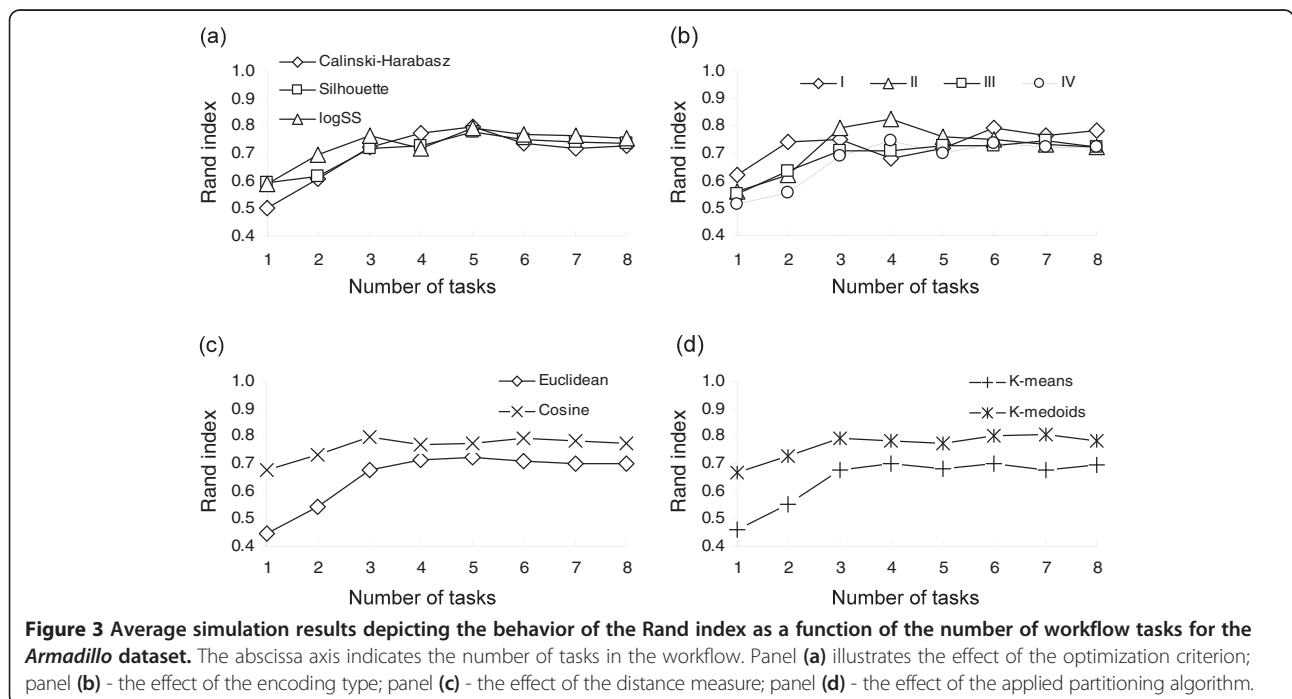 (a)
Calinski-Harabasz
Silhouette
logSS
Rand index
1.0
0.9
0.8
0.7
0.6
0.5
0.4
1 2 3 4 5 6 7 8
Number of tasks
(b)
I II III IV
Rand index
1.0
0.9
0.8
0.7
0.6
0.5
0.4
1 2 3 4 5 6 7 8
Number of tasks
(c)
Euclidean
Cosine
Rand index
1.0
0.9
0.8
0.7
0.6
0.5
0.4
1 2 3 4 5 6 7 8
Number of tasks
(d)
K-means
K-medoids
Rand index
1.0
0.9
0.8
0.7
0.6
0.5
0.4
1 2 3 4 5 6 7 8
Number of tasks
Figure 3 Average simulation results depicting the behavior of the Rand index as a function of the number of workflow tasks for the
Armadillo dataset. The abscissa axis indicates the number of tasks in the workflow. Panel (a) illustrates the effect of the optimization criterion;
panel (b) - the effect of the encoding type; panel (c) - the effect of the distance measure; panel (d) - the effect of the applied partitioning algorithm.